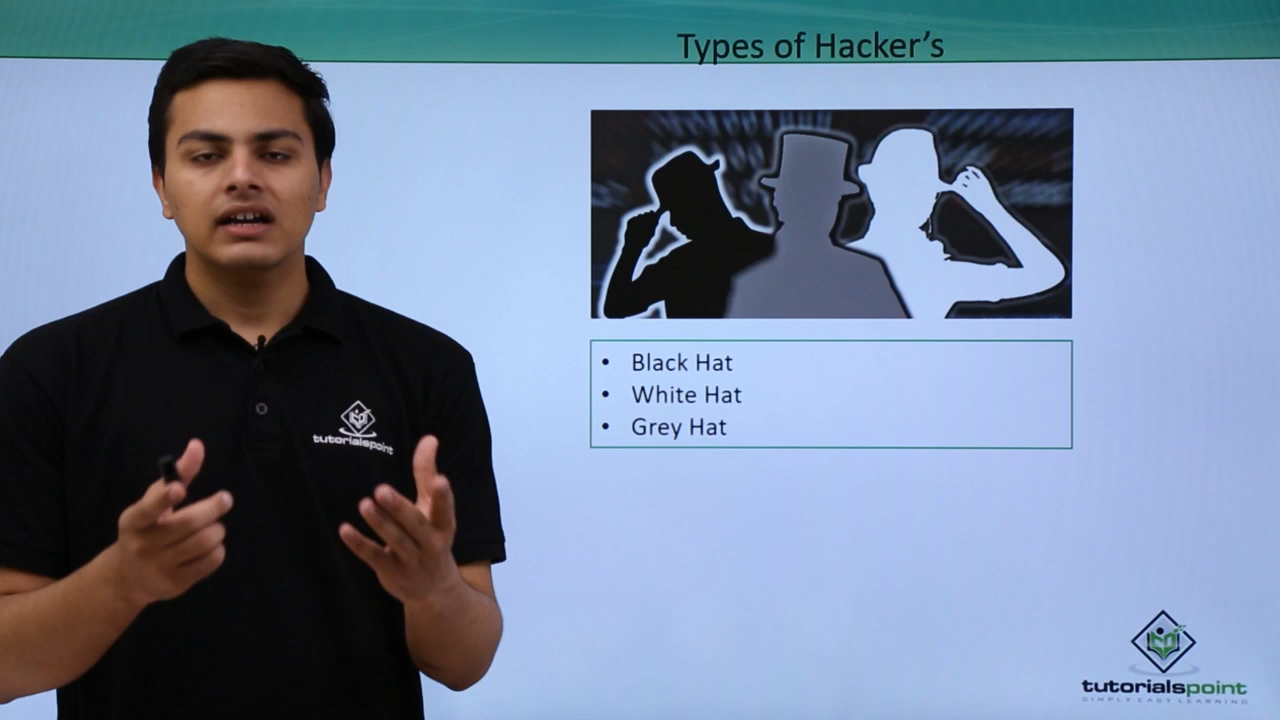 Types of Hacker’s
• Black Hat
• White Hat
• Grey Hat
tutorialspoint
tutorialspoint
SIMPLY EASY LEARNING